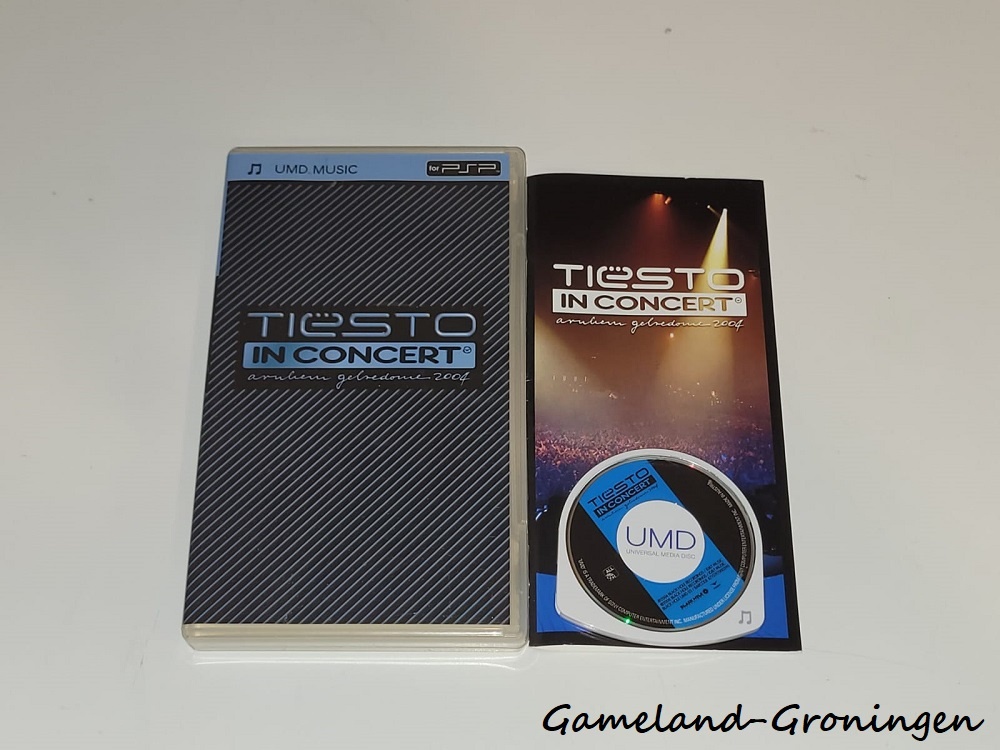 ♫ UMD. MUSIC
for PSP™
TIËSTO
IN CONCERT
arnhem gelredome 2004
TIËSTO
IN CONCERT
arnhem gelredome 2004
TIËSTO
IN CONCERT
UMD
UNIVERSAL MEDIA DISC
Gameland-Groningen